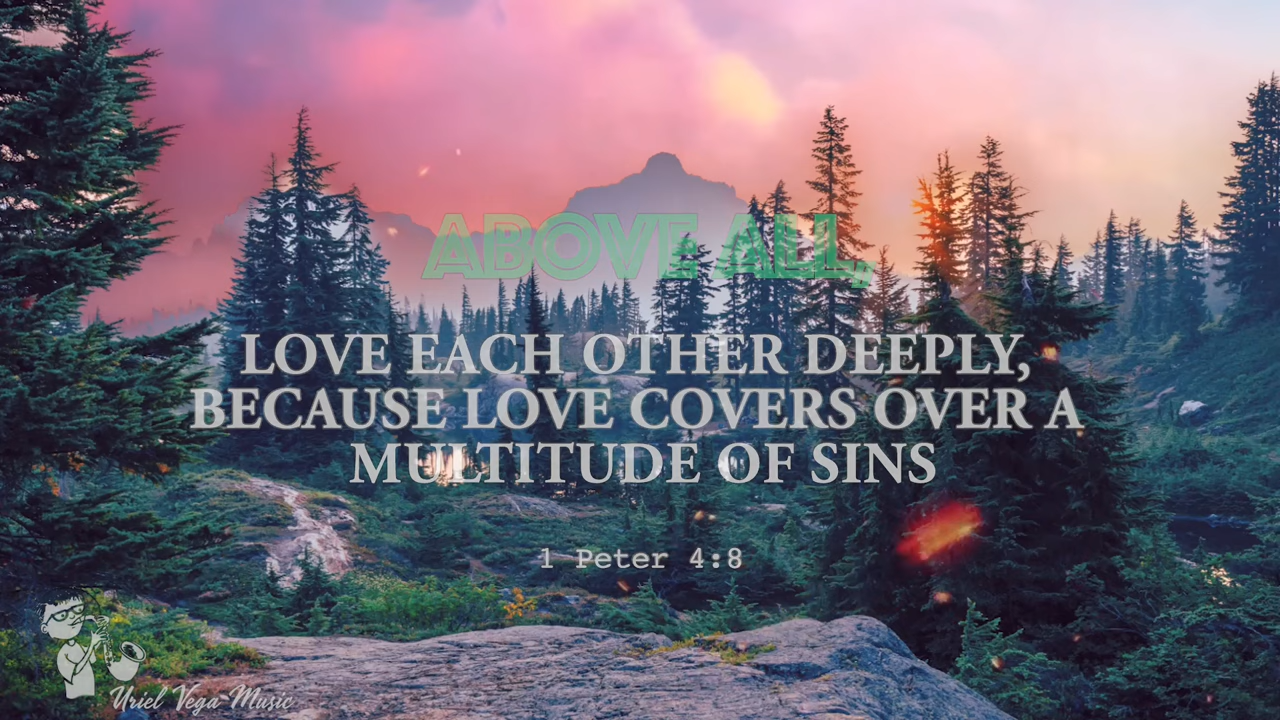 ABOVE ALL,
LOVE EACH OTHER DEEPLY,
BECAUSE LOVE COVERS OVER A
MULTITUDE OF SINS
1 Peter 4:8
Uriel Vega Music